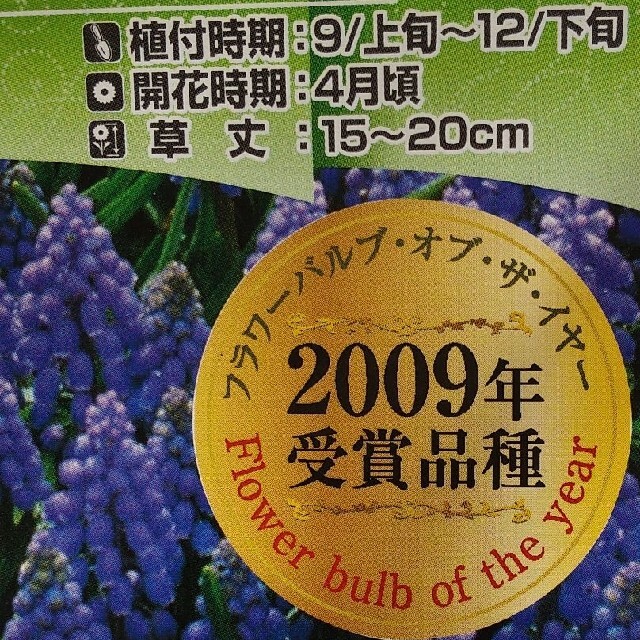 植付時期:9/上旬〜12/下旬
開花時期:4月頃
草 丈 :15〜20cm
フラワーバルブ・オブ・ザ・イヤー
2009年
受賞品種
Flower bulb of the year